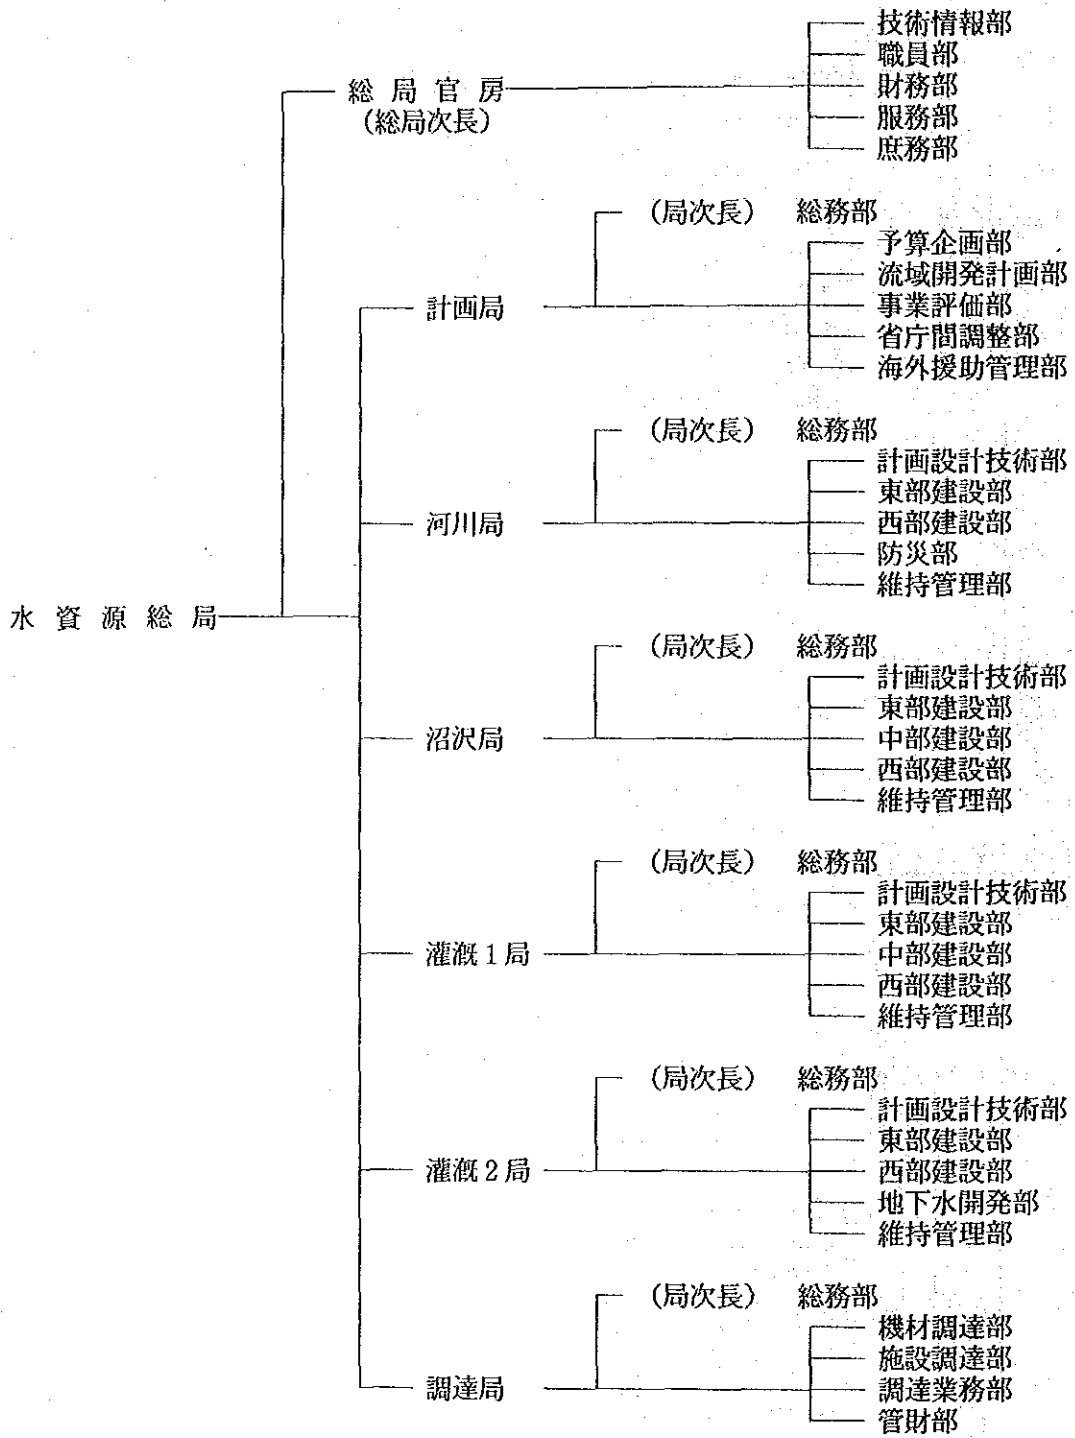 技術情報部
職員部
総局官房 財務部
(総局次長) 服務部
庶務部
(局次長) 総務部
予算企画部
流域開発計画部
計画局 事業評価部
省庁間調整部
海外援助管理部
(局次長) 総務部
計画設計技術部
東部建設部
河川局 西部建設部
防災部
維持管理部
水資源総局
(局次長) 総務部
計画設計技術部
東部建設部
沼沢局 中部建設部
西部建設部
維持管理部
(局次長) 総務部
計画設計技術部
東部建設部
灌漑1局 中部建設部
西部建設部
維持管理部
(局次長) 総務部
計画設計技術部
東部建設部
灌漑2局 西部建設部
地下水開発部
維持管理部
(局次長) 総務部
機材調達部
施設調達部
調達局 調達業務部
管財部